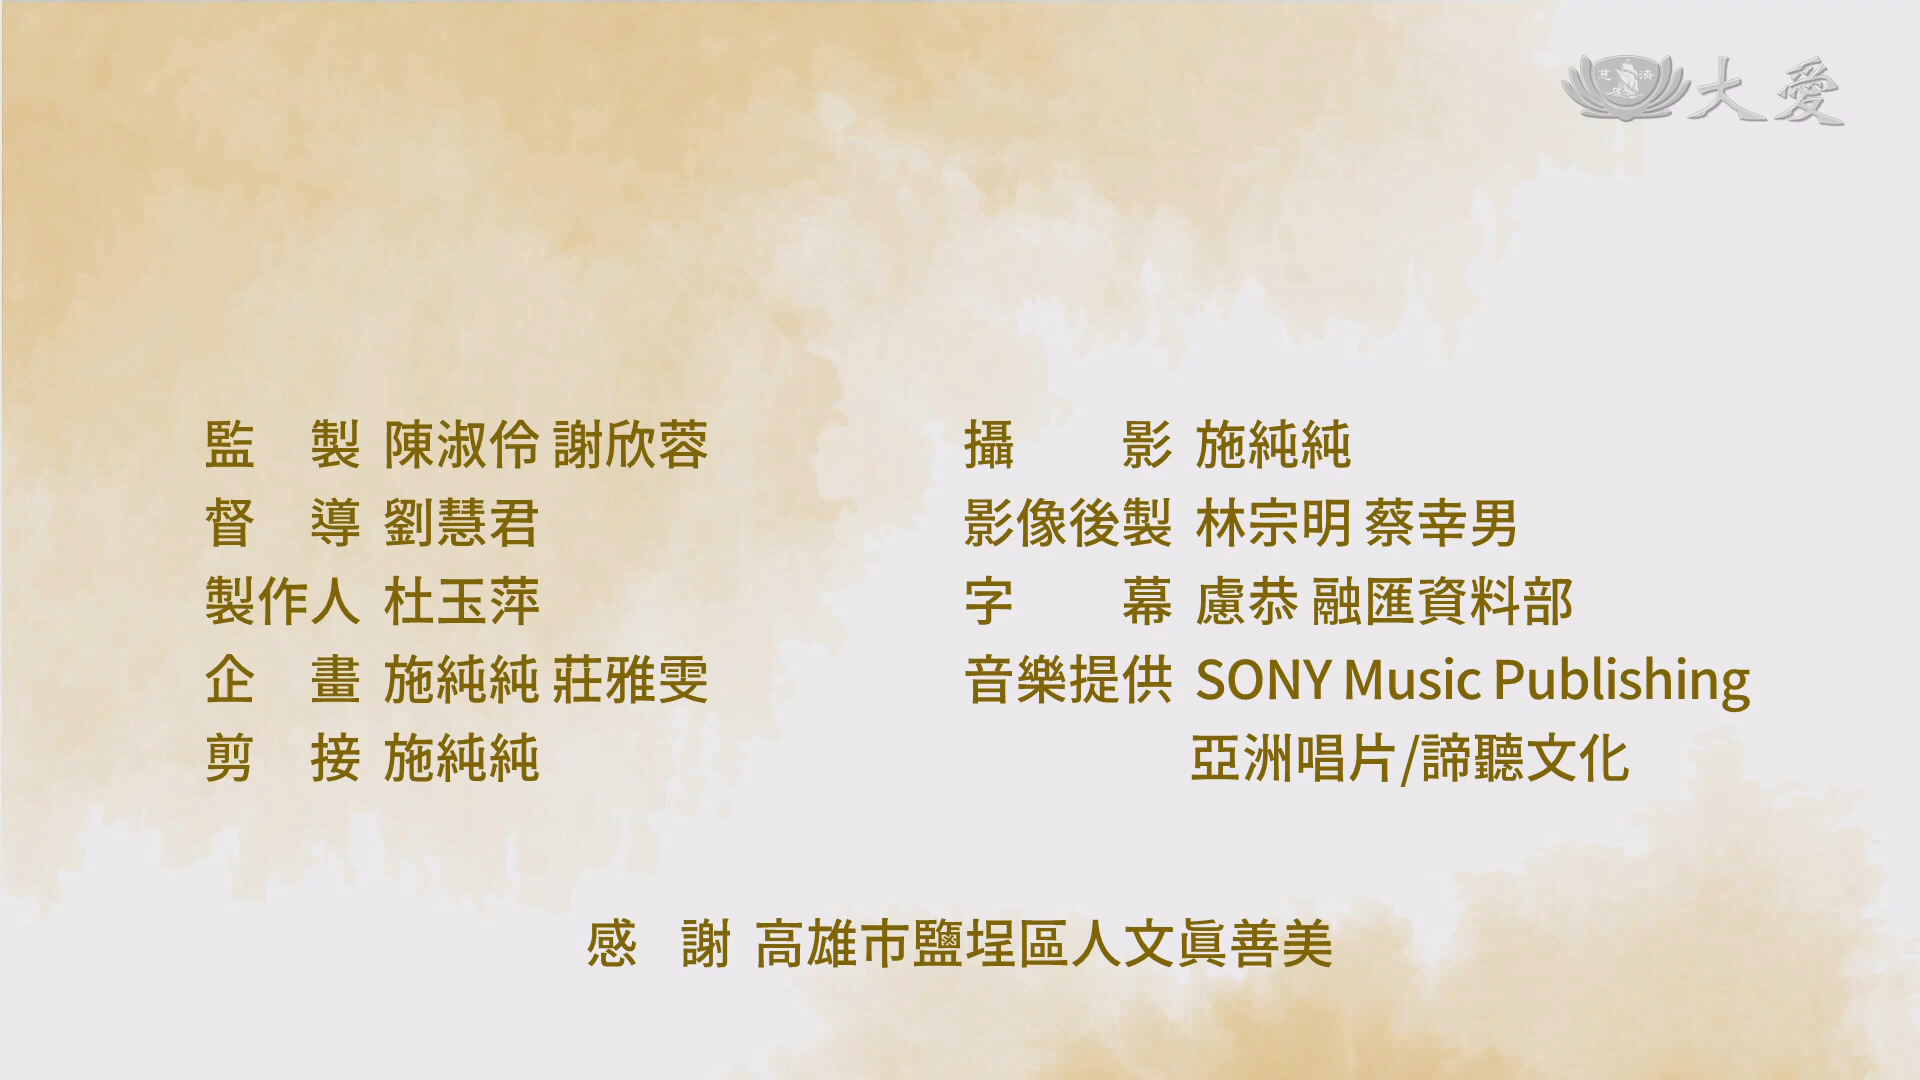 慈濟 大愛
監製 陳淑伶 謝欣蓉
督導 劉慧君
製作人 杜玉萍
企畫 施純純 莊雅雯
剪接 施純純
攝影 施純純
影像後製 林宗明 蔡幸男
字幕 慮恭 融匯資料部
音樂提供 SONY Music Publishing
亞洲唱片/諦聽文化
感謝 高雄市鹽埕區人文眞善美